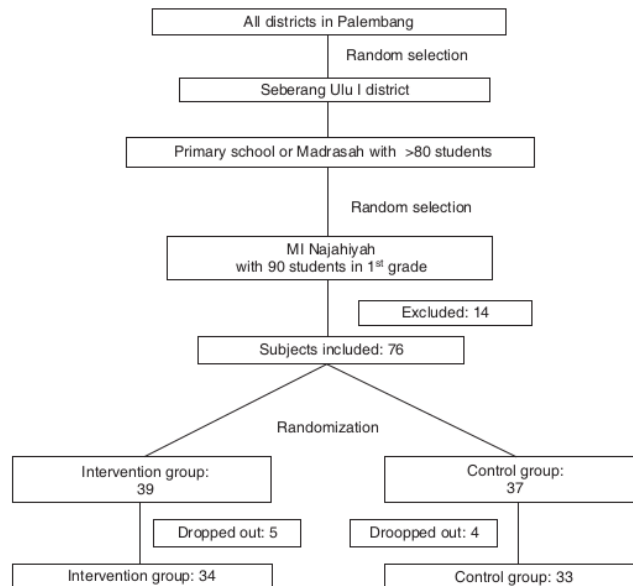 All districts in Palembang
Random selection
Seberang Ulu I district
Primary school or Madrasah with >80 students
Random selection
MI Najahiyah
with 90 students in 1st grade
Excluded: 14
Subjects included: 76
Randomization
Intervention group:
39
Control group:
37
Dropped out: 5
Droopped out: 4
Intervention group: 34
Control group: 33